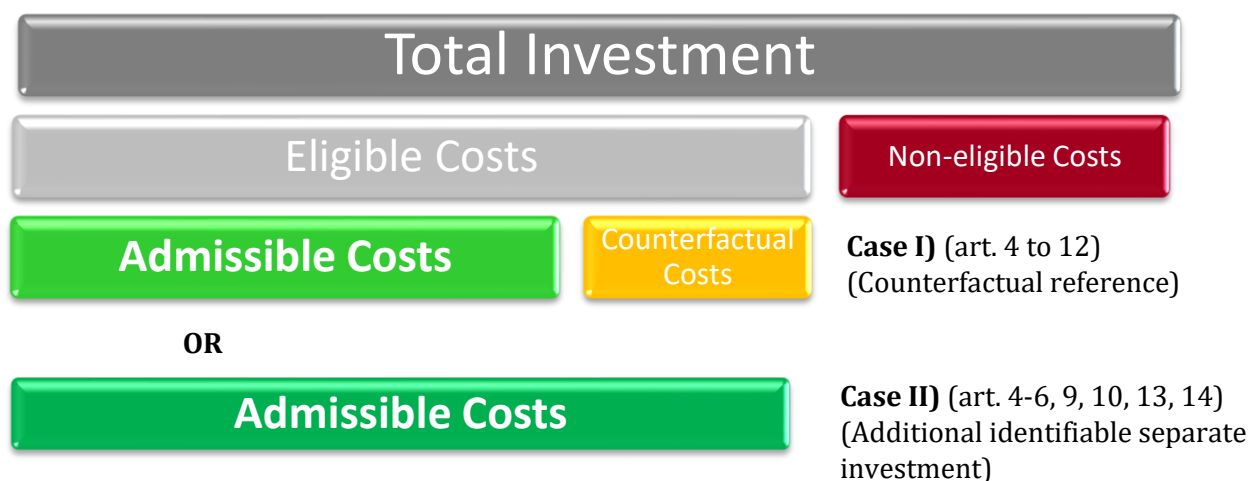 Total Investment
Eligible Costs
Non-eligible Costs
Admissible Costs
Counterfactual
Costs
Case I) (art. 4 to 12)
(Counterfactual reference)
OR
Admissible Costs
Case II) (art. 4-6, 9, 10, 13, 14)
(Additional identifiable separate
investment)